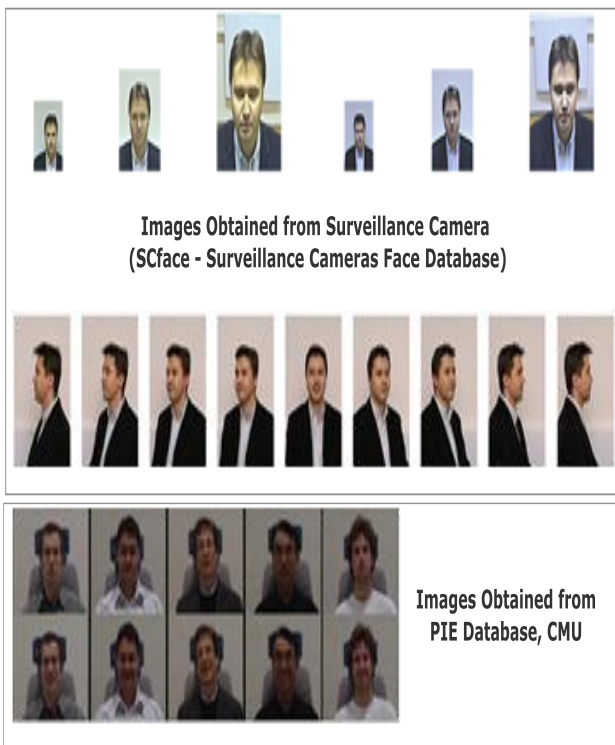 Images Obtained from Surveillance Camera
(SCface - Surveillance Cameras Face Database)
Images Obtained from
PIE Database, CMU